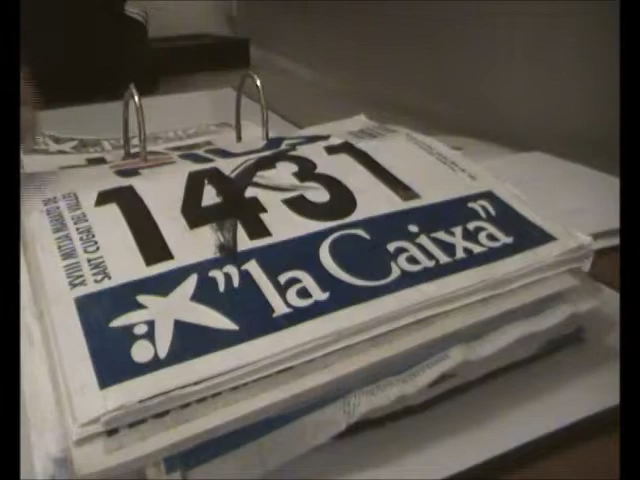 1431
XVIII MITJA MARATÓ DE
SANT CUGAT DEL VALLÈS
"la Caixa"